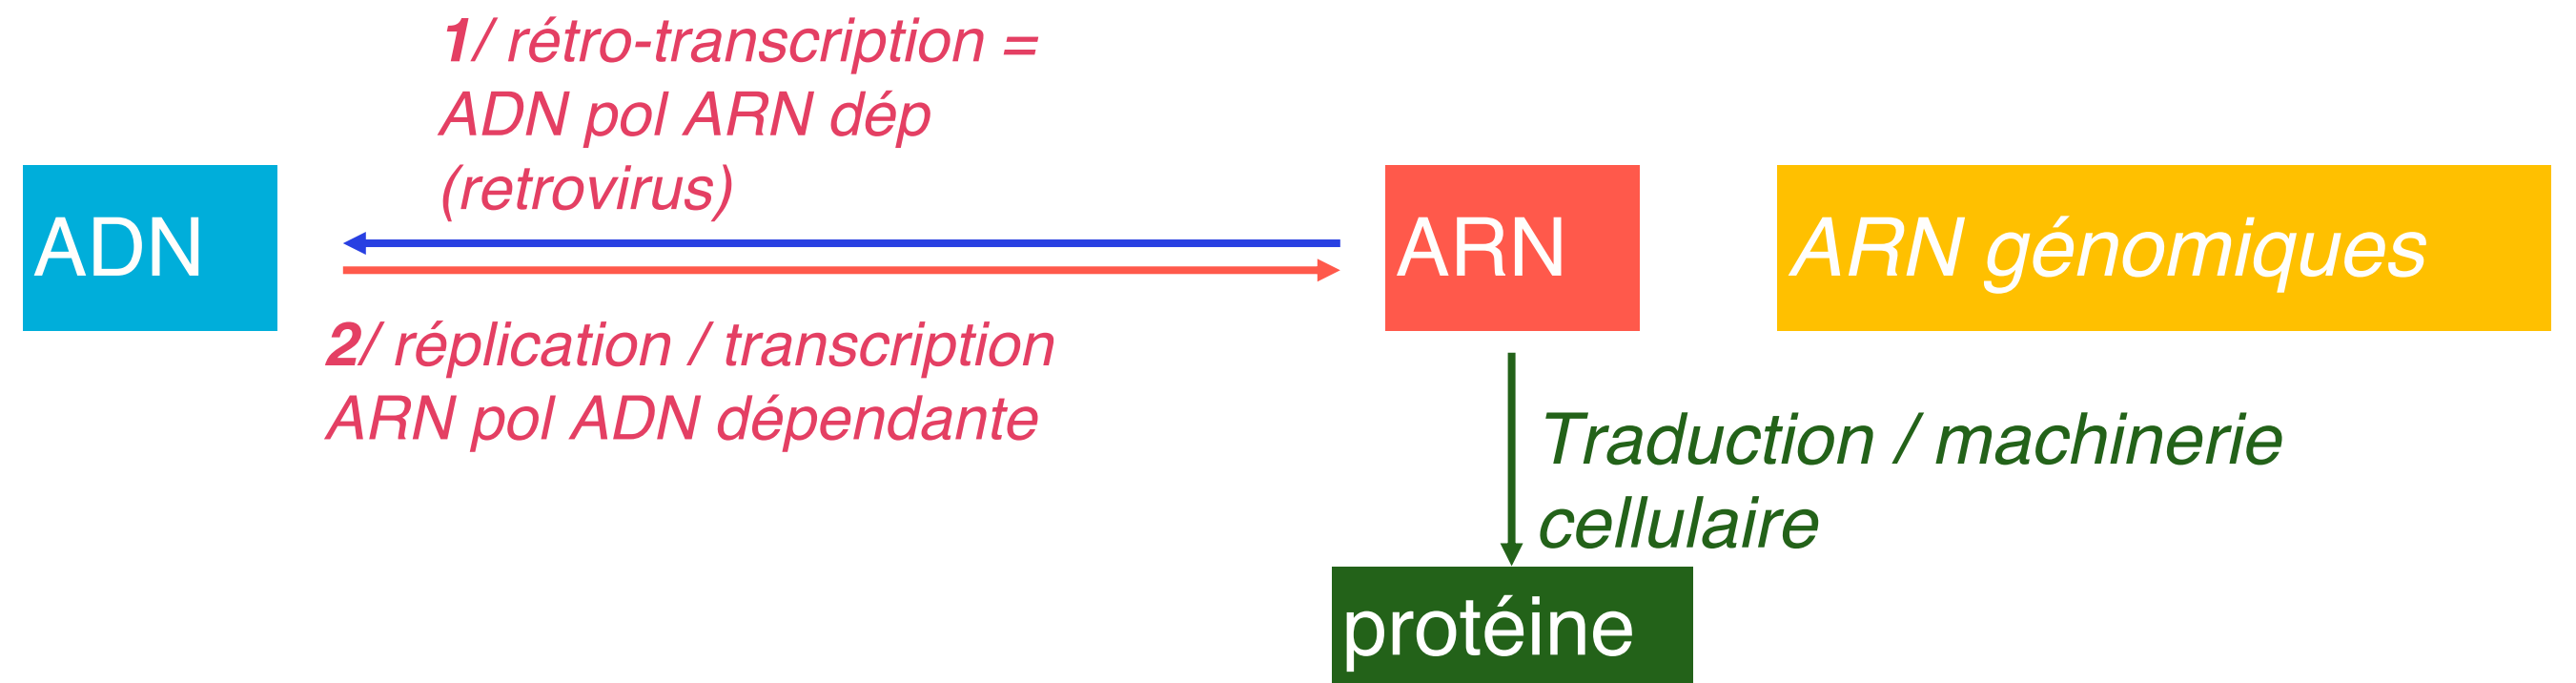 1/ rétro-transcription =
ADN pol ARN dép
(retrovirus)
ADN
ARN
ARN génomiques
2/ réplication / transcription
ARN pol ADN dépendante
Traduction / machinerie
cellulaire
protéine